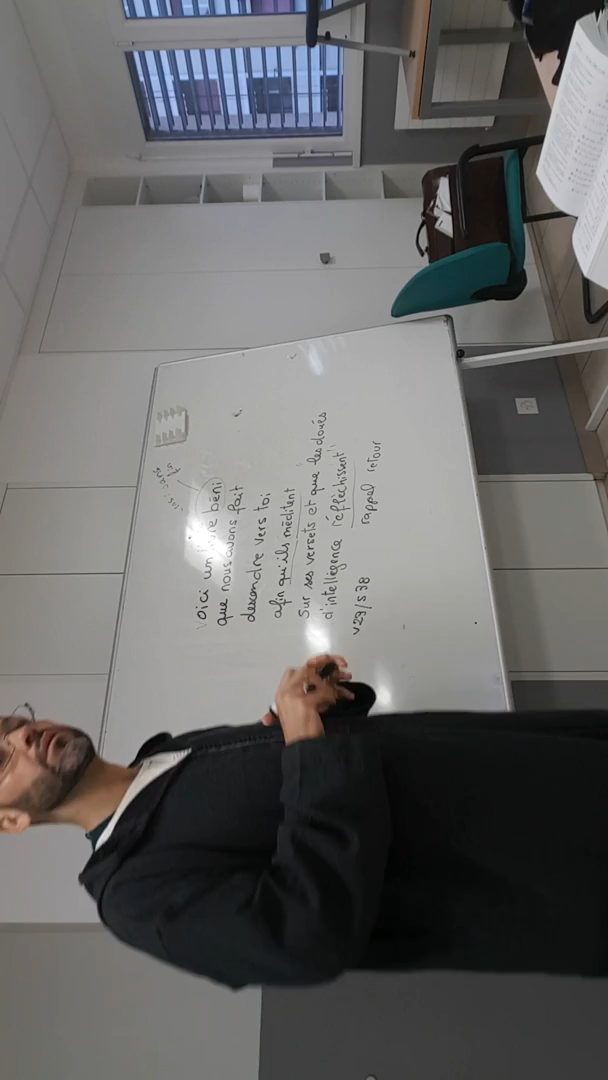 Voici un livre béni
que nous avons fait
descendre vers toi
afin qu'ils méditent
sur ses versets et que les doués
d'intelligence réfléchissent"
v29/s38 rappel retour